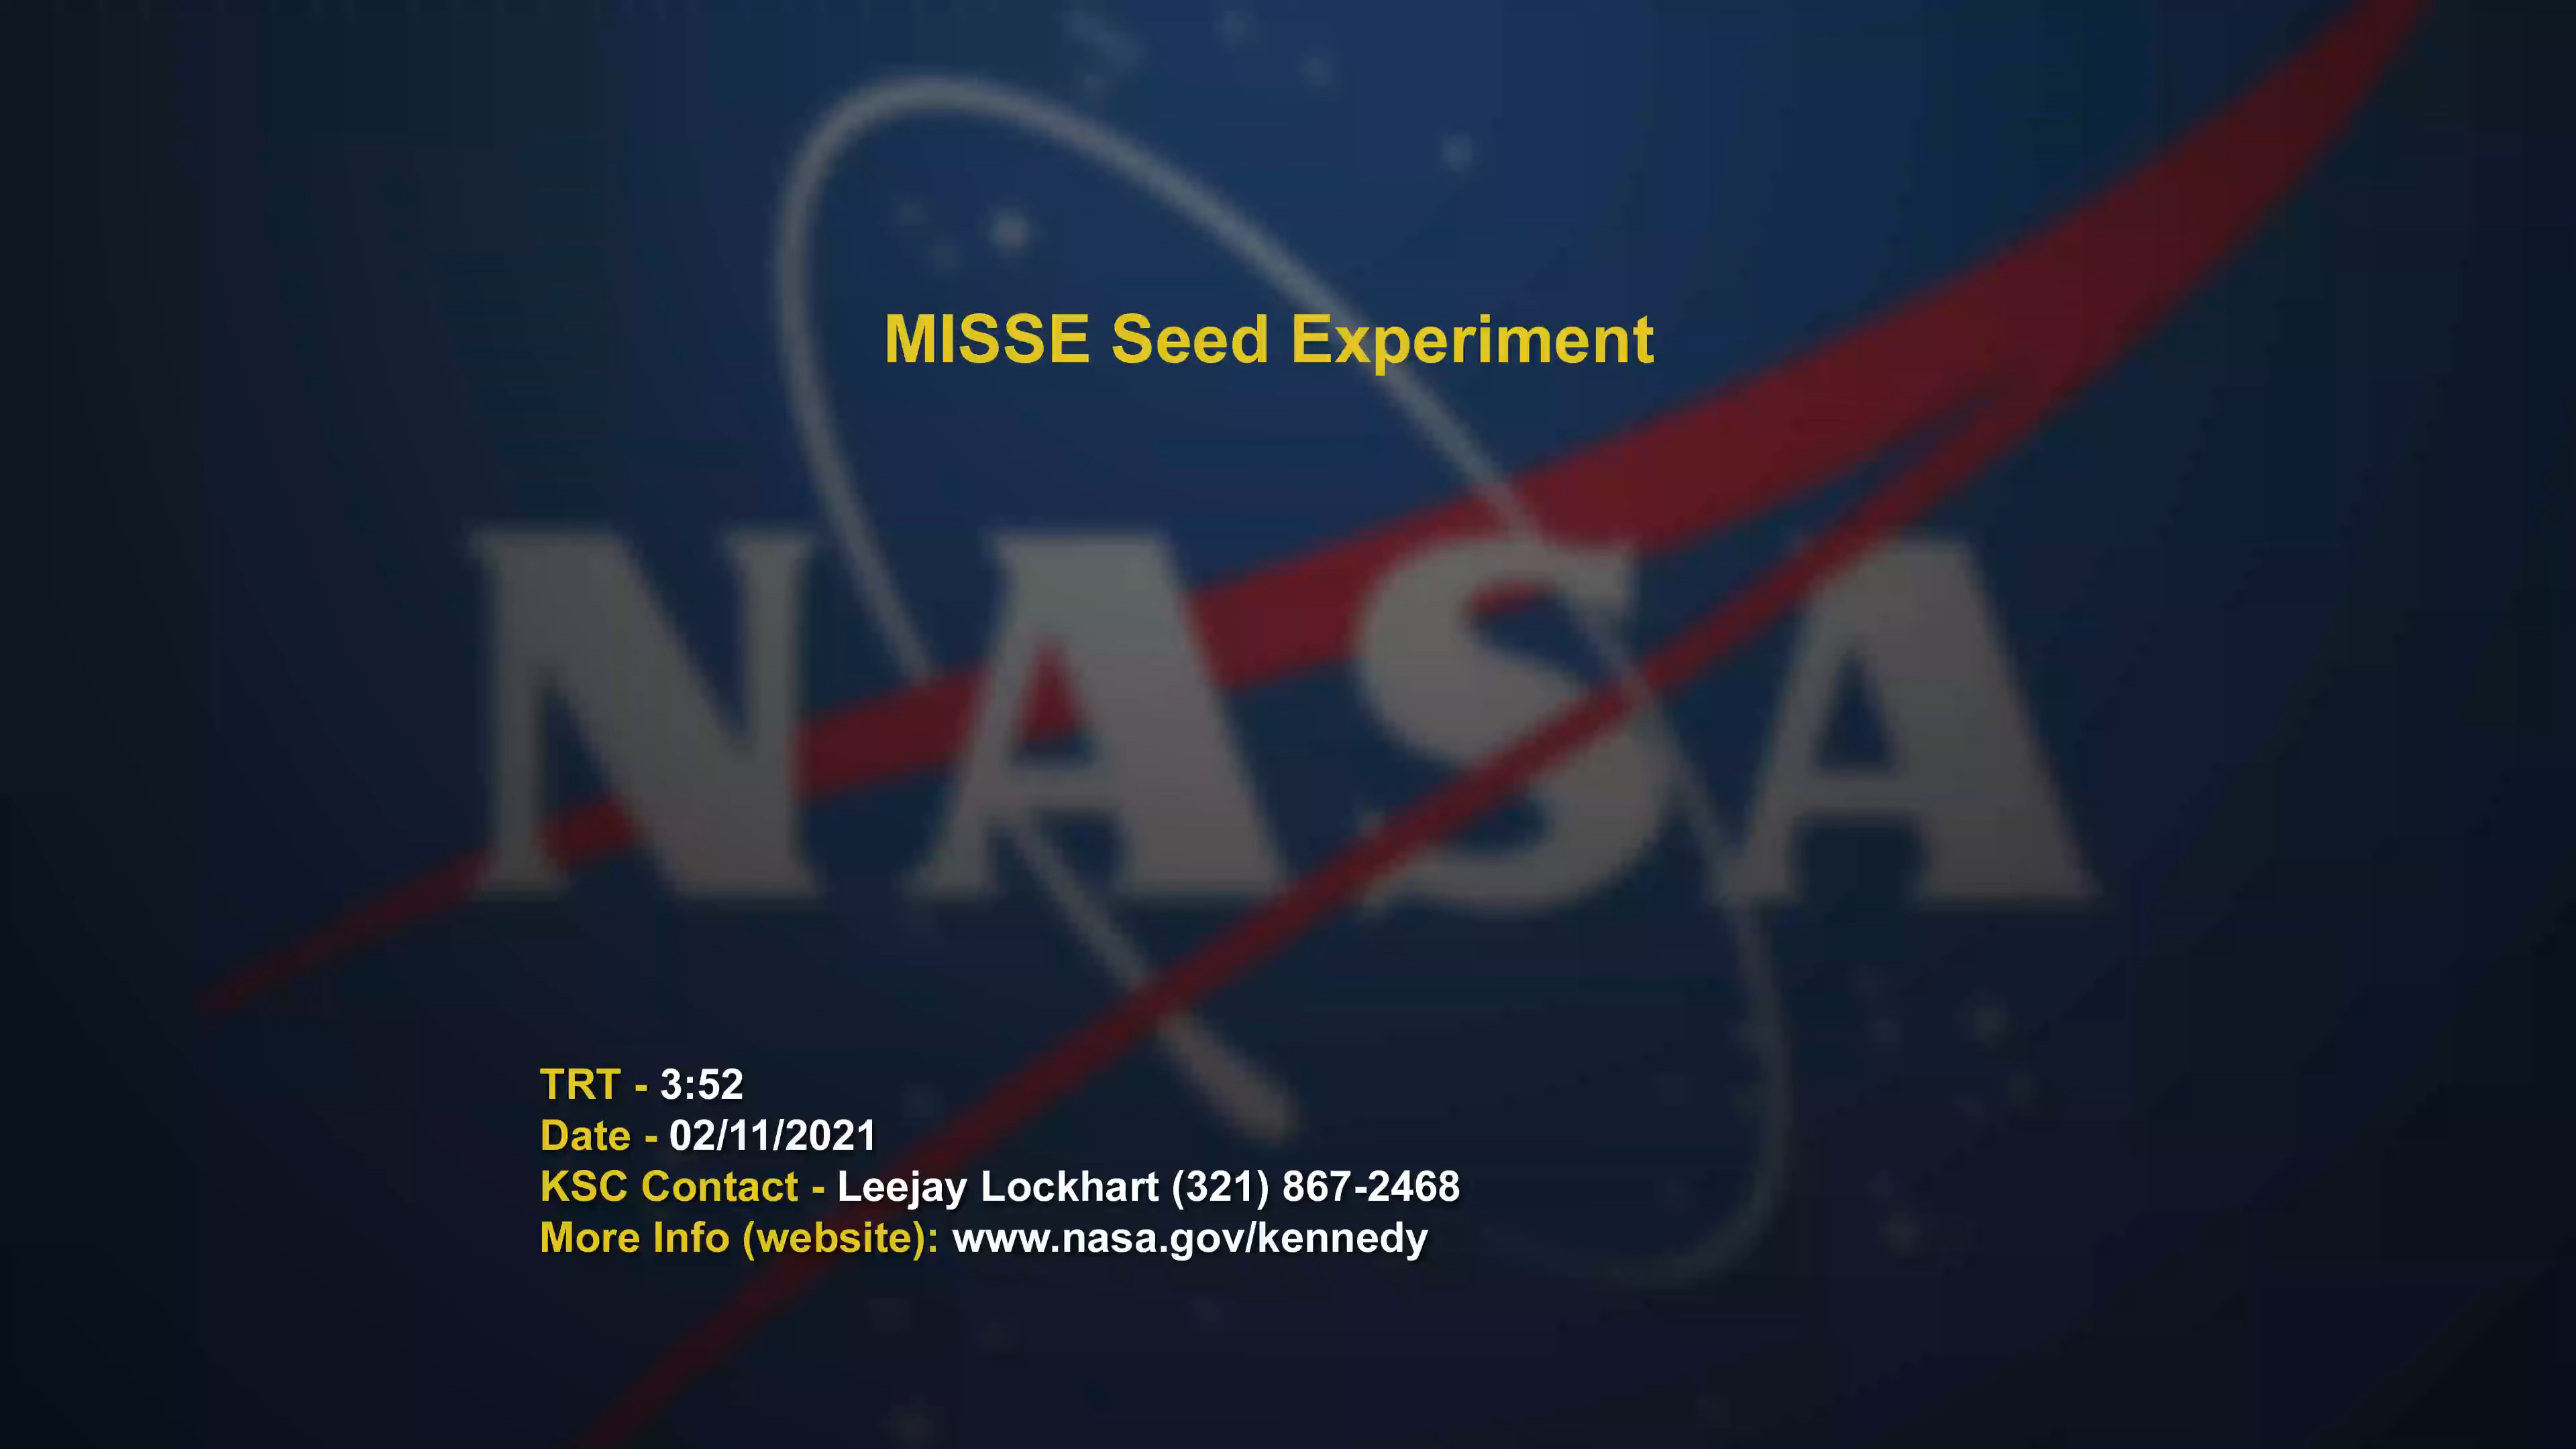 MISSE Seed Experiment
NASA
TRT - 3:52
Date - 02/11/2021
KSC Contact - Leejay Lockhart (321) 867-2468
More Info (website): www.nasa.gov/kennedy